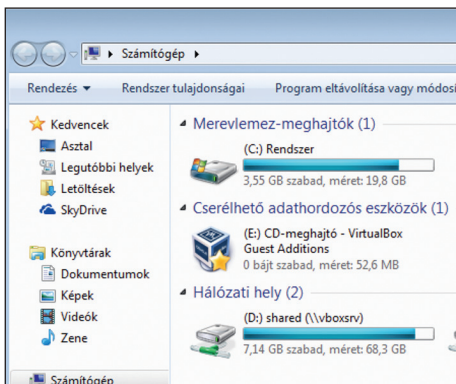 Számítógép
Rendezés
Rendszer tulajdonságai
Program eltávolítása vagy
Kedvencek
Asztal
Legutóbbi helyek
Letöltések
SkyDrive
Könyvtárak
Dokumentumok
Képek
Videók
Zene
Számítógép
Merevlemez-meghajtók (1)
(C:) Rendszer
3,55 GB szabad, méret: 19,8 GB
Cserélhető adathordozós eszközök (1)
(E:) CD-meghajtó - VirtualBox
Guest Additions
0 bájt szabad, méret: 52,6 MB
Hálózati hely (2)
(D:) shared (\\vboxsrv)
7,14 GB szabad, méret: 68,3 GB